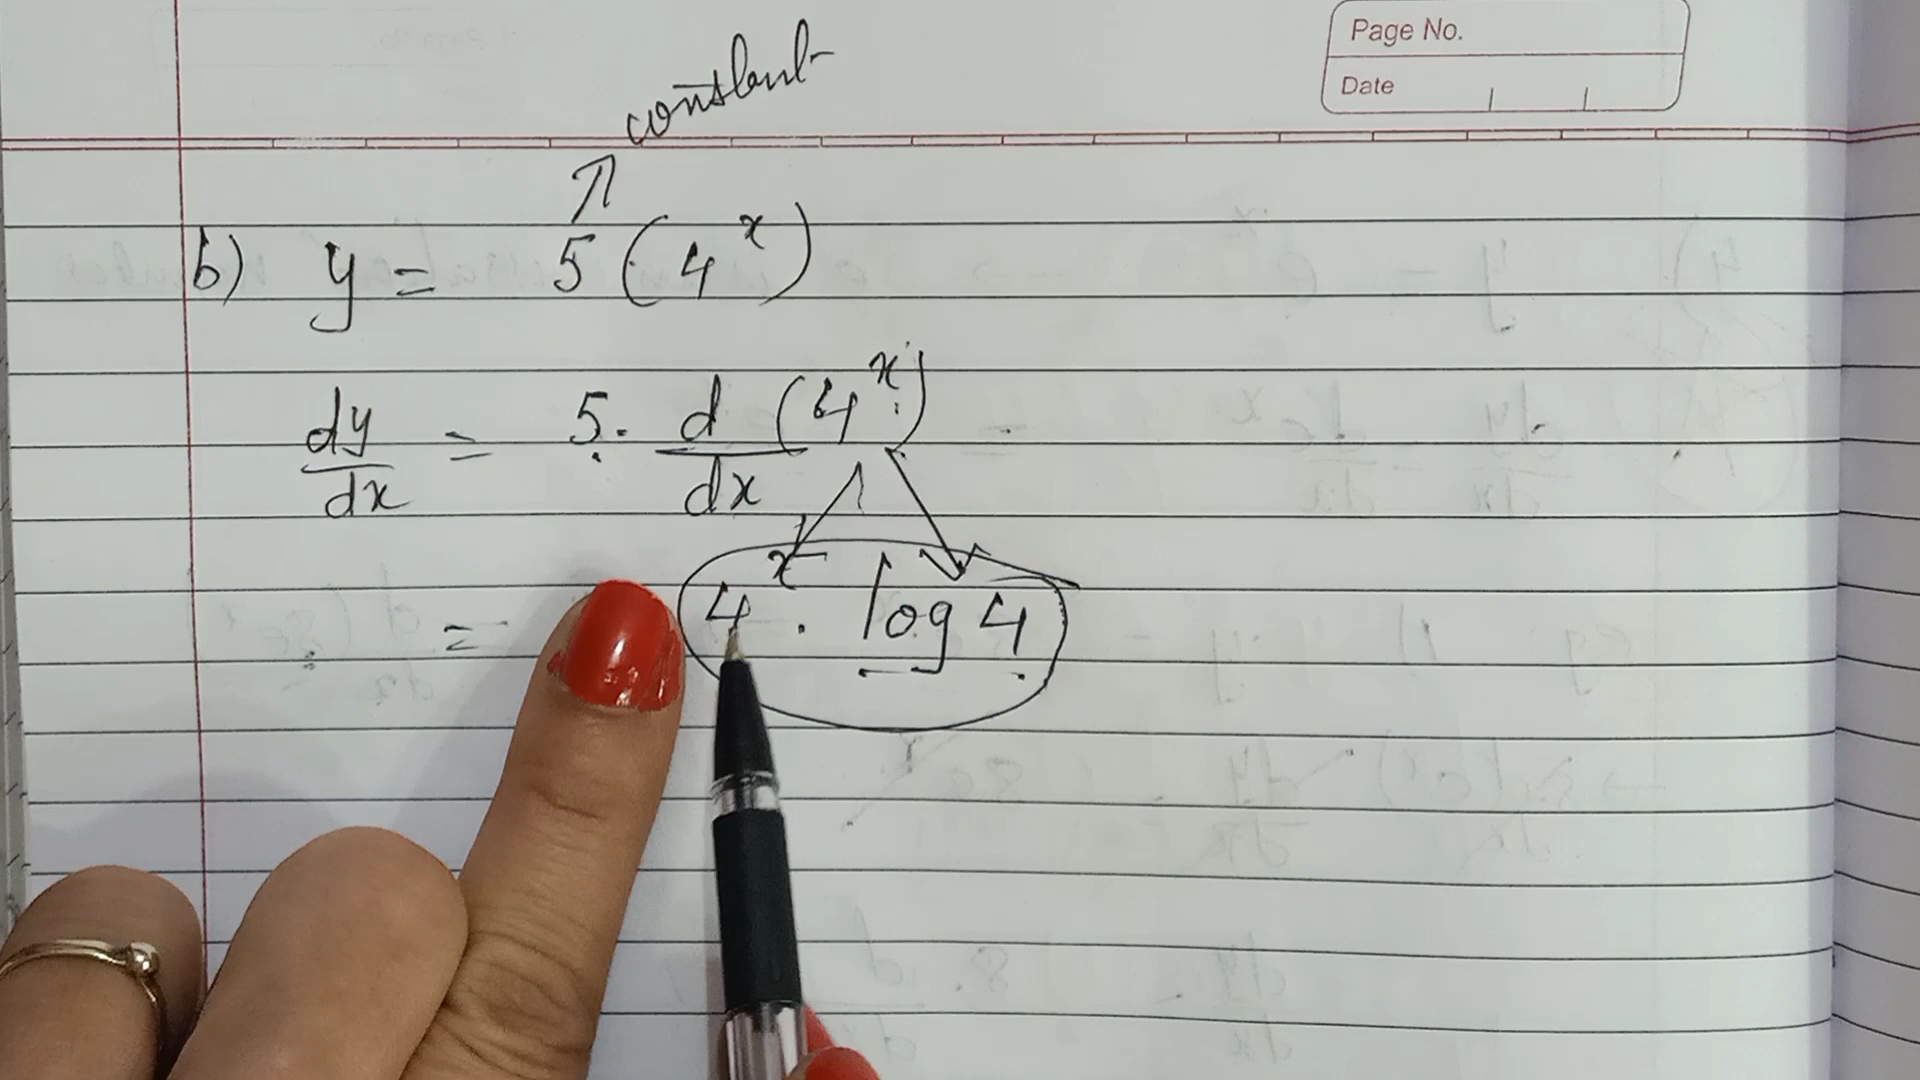 Page No.
Date
constant
b) y = 5 (4^x)
dy/dx = 5. d/dx (4^x)
= 4^x . log 4